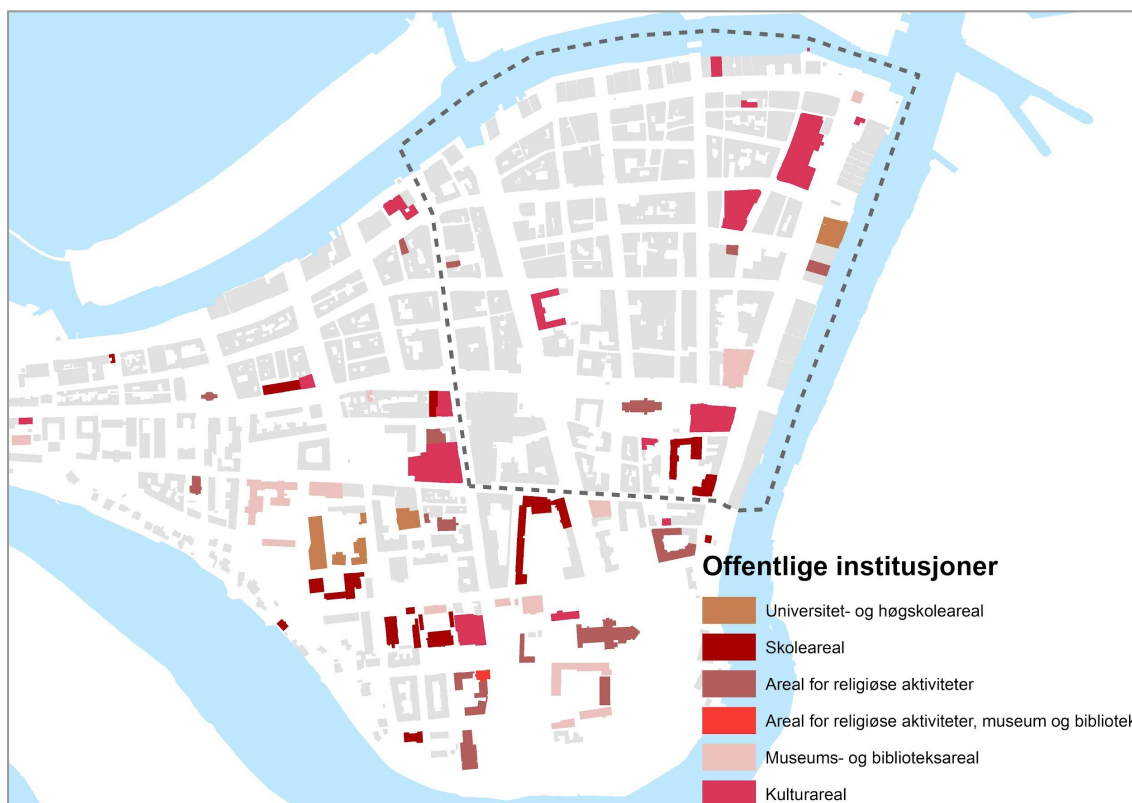 Offentlige institusjoner
Universitet- og høgskoleareal
Skoleareal
Areal for religiøse aktiviteter
Areal for religiøse aktiviteter, museum og bibliotek
Museums- og biblioteksareal
Kulturareal